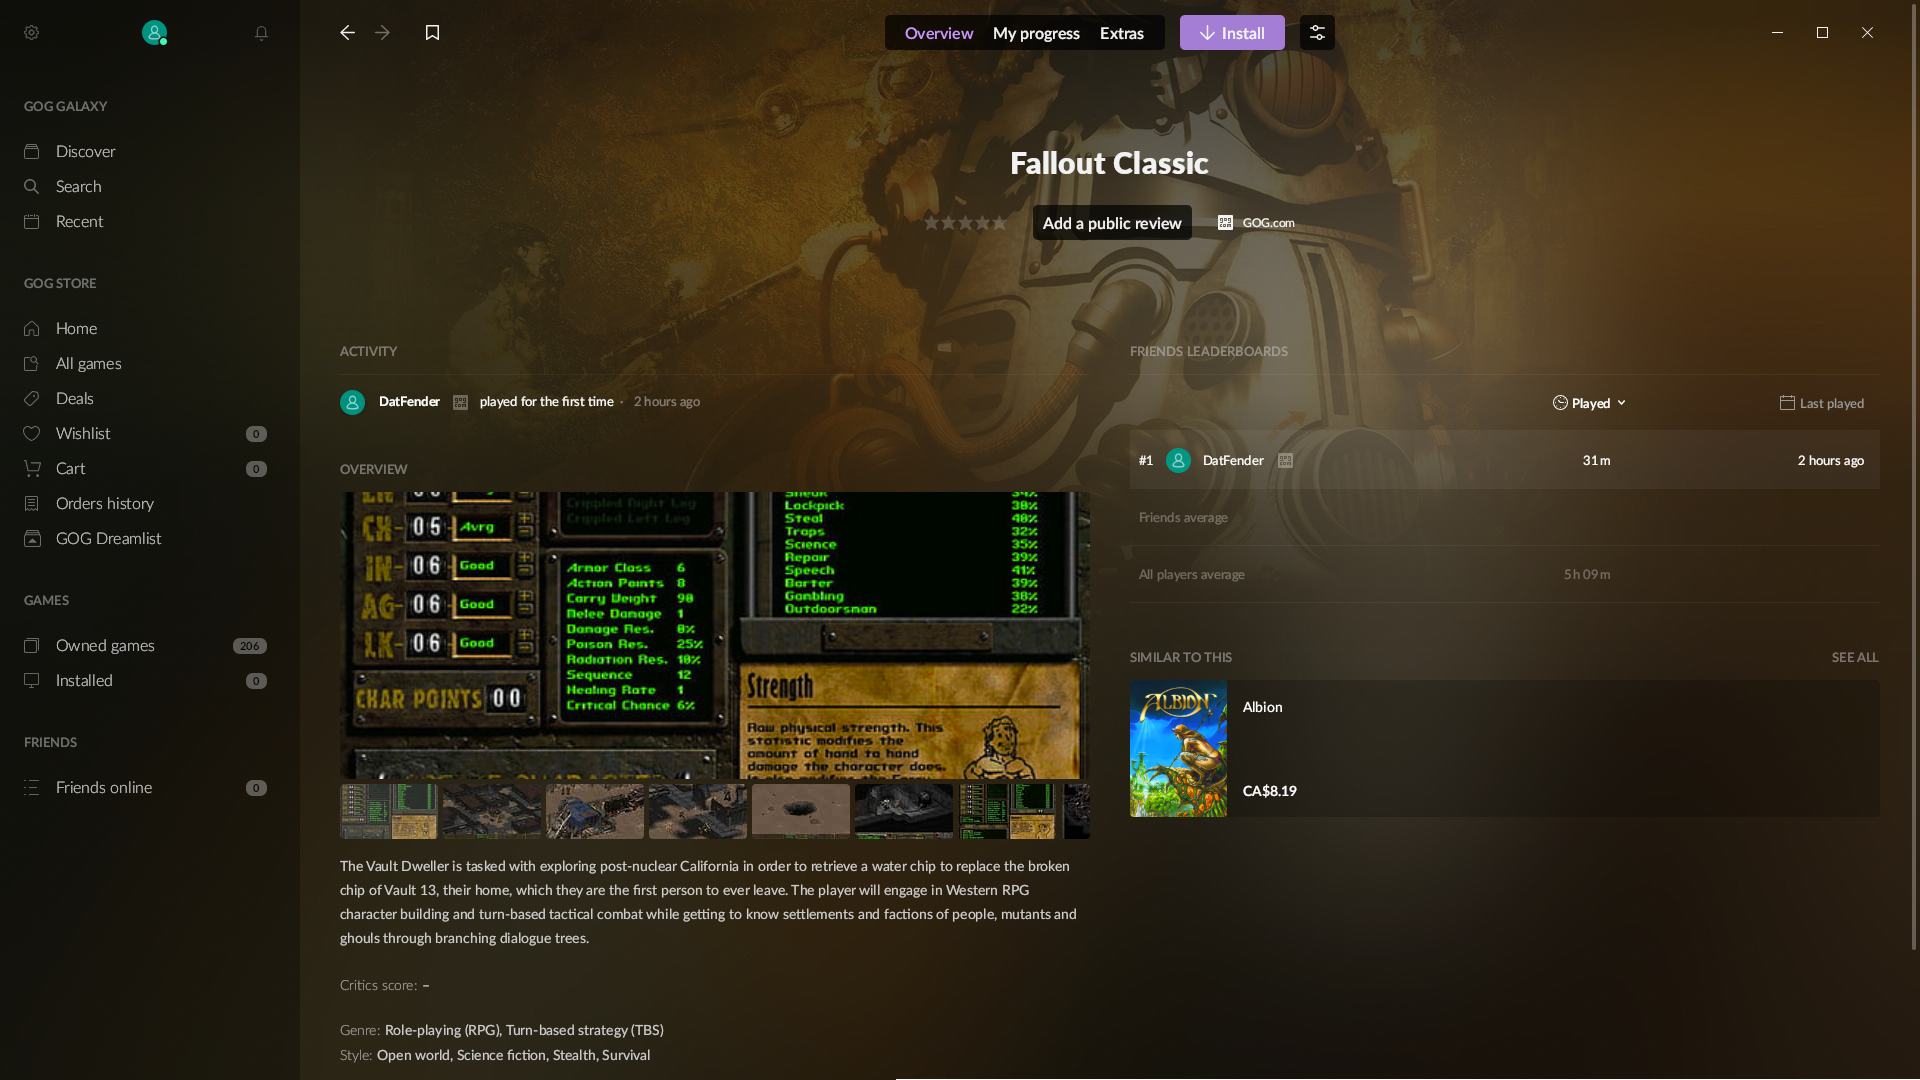 Overview
My progress
Extras
Install
GOG GALAXY
Discover
Search
Recent
GOG STORE
Home
All games
Deals
Wishlist
0
Cart
0
Orders history
GOG Dreamlist
GAMES
Owned games
206
Installed
0
FRIENDS
Friends online
0
Fallout Classic
Add a public review
GOG.com
ACTIVITY
DatFender played for the first time · 2 hours ago
OVERVIEW
CH- 05 Avrg
IN- 06 Good
AG- 06 Good
LK- 06 Good
CHAR POINTS 00
Crippled Right Leg
Crippled Left Leg
Armor Class 6
Action Points 8
Carry Weight 90
Melee Damage 1
Damage Res. 0%
Poison Res. 25%
Radiation Res. 10%
Sequence 12
Healing Rate 1
Critical Chance 6%
Sneak 34%
Lockpick 30%
Steal 40%
Traps 32%
Science 35%
Repair 39%
Speech 41%
Barter 39%
Gambling 38%
Outdoorsman 22%
Strength
Raw physical strength. This
statistic modifies the
amount of hand to hand
damage the character does.
The Vault Dweller is tasked with exploring post-nuclear California in order to retrieve a water chip to replace the broken
chip of Vault 13, their home, which they are the first person to ever leave. The player will engage in Western RPG
character building and turn-based tactical combat while getting to know settlements and factions of people, mutants and
ghouls through branching dialogue trees.
Critics score: –
Genre: Role-playing (RPG), Turn-based strategy (TBS)
Style: Open world, Science fiction, Stealth, Survival
FRIENDS LEADERBOARDS
Played
Last played
#1 DatFender 31 m 2 hours ago
Friends average
All players average 5 h 09 m
SIMILAR TO THIS
SEE ALL
ALBION
Albion
CA$8.19